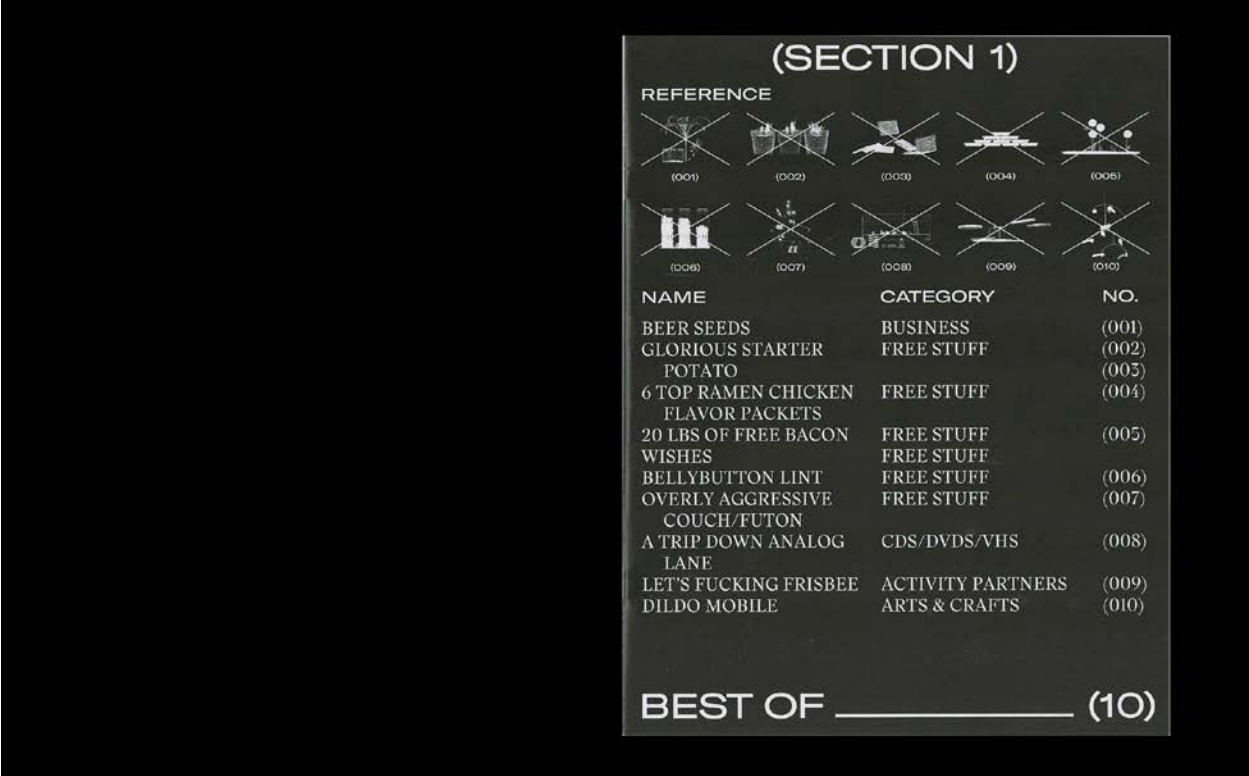 (SECTION 1)
REFERENCE
(001) (002) (003) (004) (005)
(006) (007) (008) (009) (010)
NAME CATEGORY NO.
BEER SEEDS BUSINESS (001)
GLORIOUS STARTER FREE STUFF (002)
POTATO (003)
6 TOP RAMEN CHICKEN FREE STUFF (004)
FLAVOR PACKETS
20 LBS OF FREE BACON FREE STUFF (005)
WISHES FREE STUFF
BELLYBUTTON LINT FREE STUFF (006)
OVERLY AGGRESSIVE FREE STUFF (007)
COUCH/FUTON
A TRIP DOWN ANALOG CDS/DVDS/VHS (008)
LANE
LET'S FUCKING FRISBEE ACTIVITY PARTNERS (009)
DILDO MOBILE ARTS & CRAFTS (010)
BEST OF ________ (10)